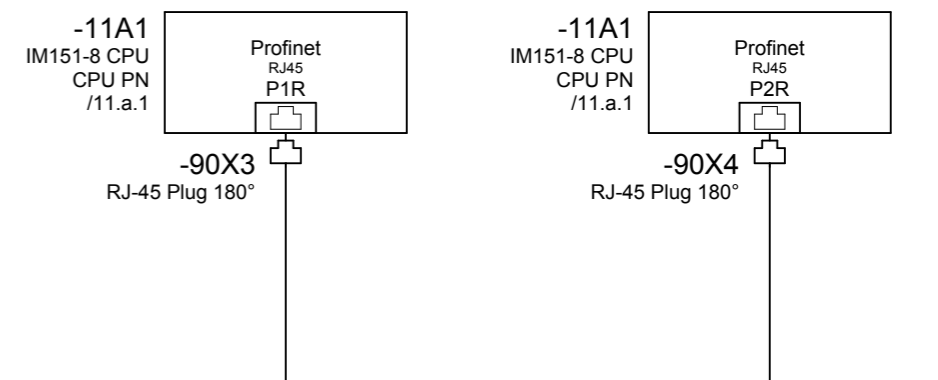 -11A1
IM151-8 CPU
CPU PN
/11.a.1
Profinet
RJ45
P1R
-90X3
RJ-45 Plug 180°
-11A1
IM151-8 CPU
CPU PN
/11.a.1
Profinet
RJ45
P2R
-90X4
RJ-45 Plug 180°